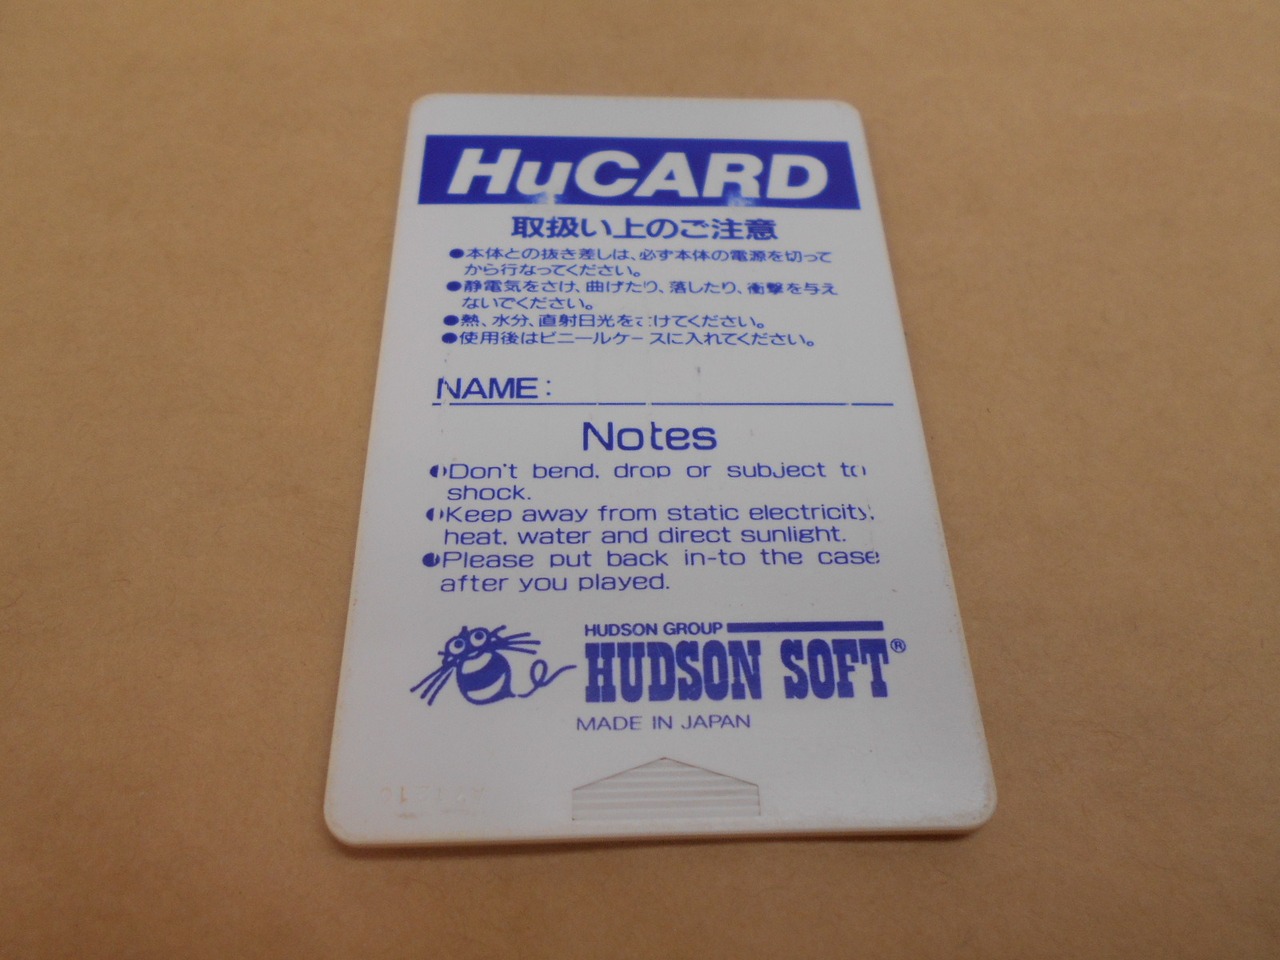 HuCARD
取扱い上のご注意
●本体との抜き差しは、必ず本体の電源を切って
から行なってください。
●静電気をさけ、曲げたり、落したり、衝撃を与え
ないでください。
●熱、水分、直射日光をさけてください。
●使用後はビニールケースに入れてください。
NAME:
Notes
●Don't bend, drop or subject to
shock.
●Keep away from static electricity,
heat, water and direct sunlight.
●Please put back in-to the case
after you played.
HUDSON GROUP
HUDSON SOFT®
MADE IN JAPAN